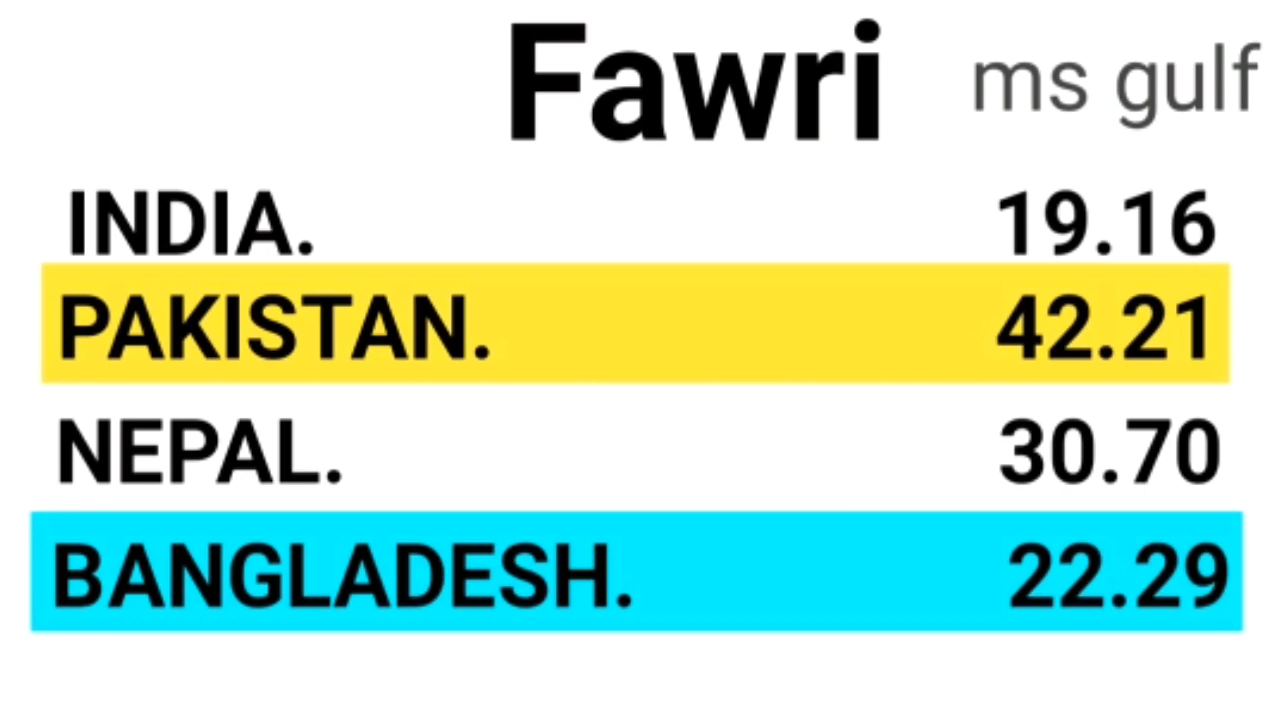 Fawri ms gulf
INDIA. 19.16
PAKISTAN. 42.21
NEPAL. 30.70
BANGLADESH. 22.29